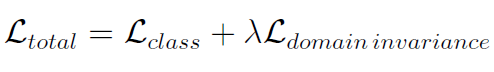 ℒ_total = ℒ_class + λℒ_domain invariance